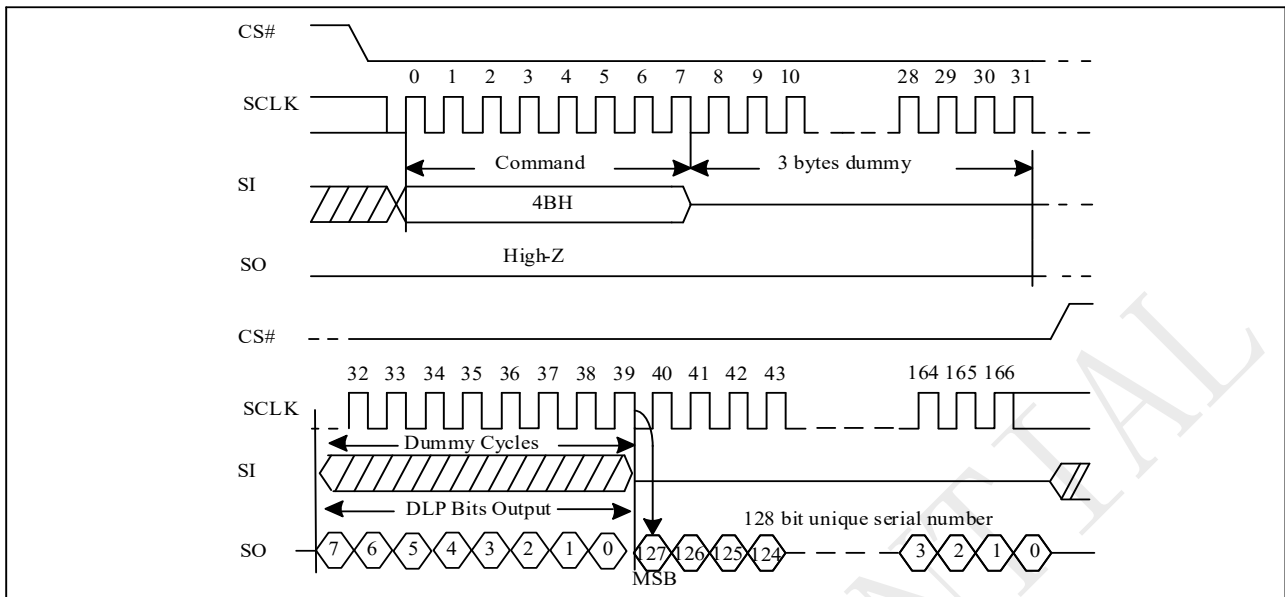 CS#
0 1 2 3 4 5 6 7 8 9 10 28 29 30 31
SCLK
Command 3 bytes dummy
SI
4BH
High-Z
SO
CS#
32 33 34 35 36 37 38 39 40 41 42 43 164 165 166
SCLK
Dummy Cycles
SI
DLP Bits Output 128 bit unique serial number
SO 7 6 5 4 3 2 1 0 127 126 125 124 3 2 1 0
MSB